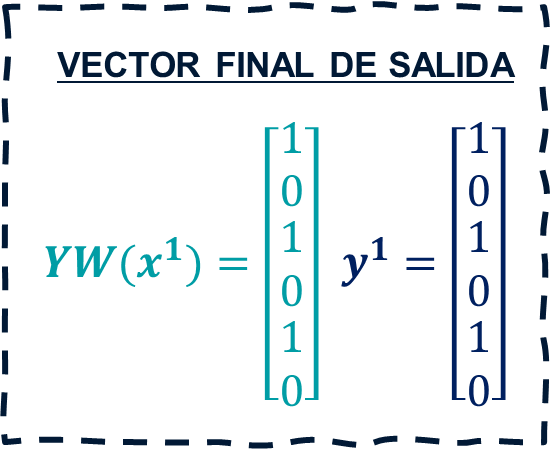 VECTOR FINAL DE SALIDA
YW(x¹) = [1 0 1 0 1 0] y¹ = [1 0 1 0 1 0]